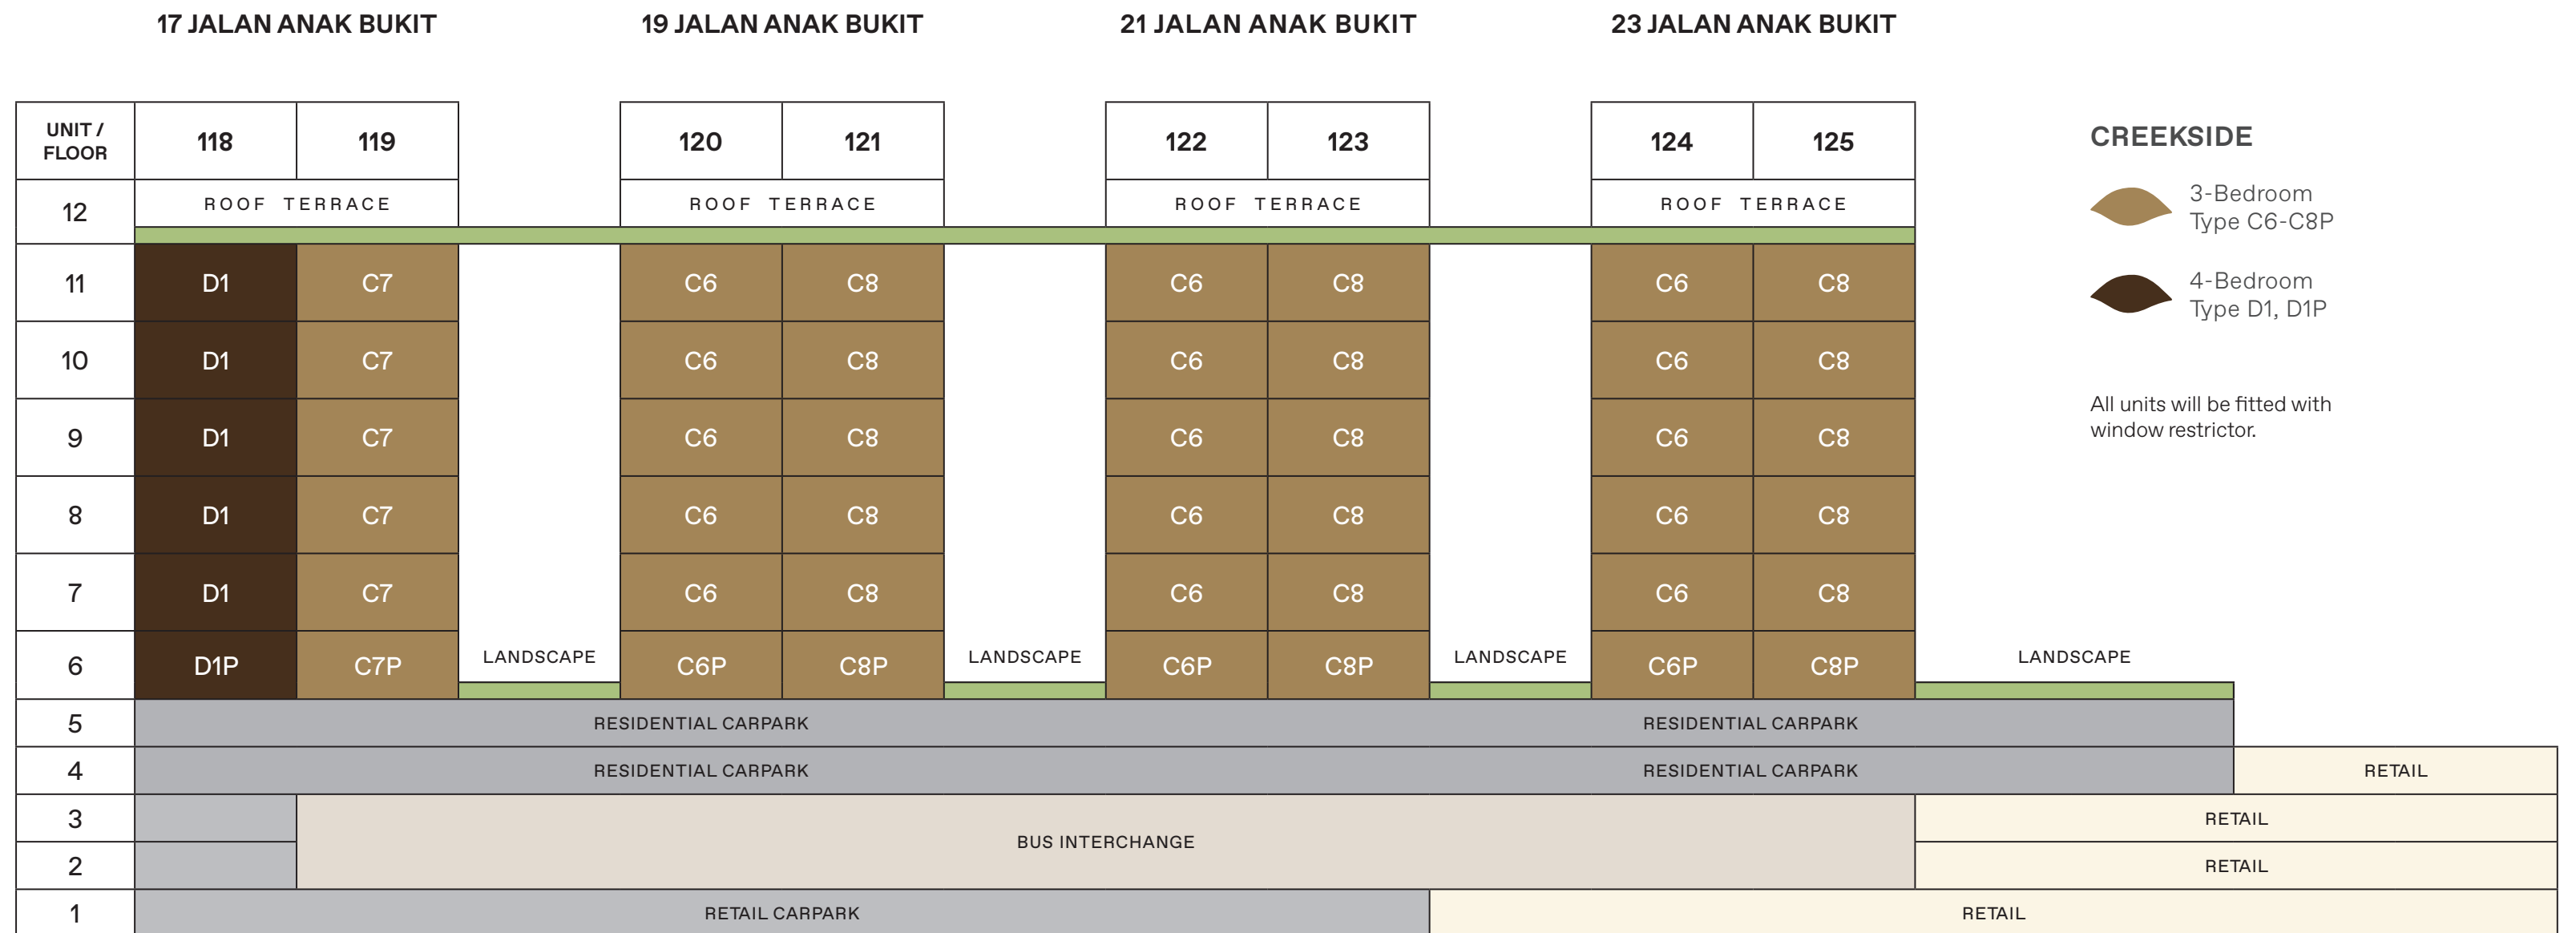 17 JALAN ANAK BUKIT 19 JALAN ANAK BUKIT 21 JALAN ANAK BUKIT 23 JALAN ANAK BUKIT
UNIT /
FLOOR 118 119 120 121 122 123 124 125
12 ROOF TERRACE ROOF TERRACE ROOF TERRACE ROOF TERRACE
11 D1 C7 C6 C8 C6 C8 C6 C8
10 D1 C7 C6 C8 C6 C8 C6 C8
9 D1 C7 C6 C8 C6 C8 C6 C8
8 D1 C7 C6 C8 C6 C8 C6 C8
7 D1 C7 C6 C8 C6 C8 C6 C8
6 D1P C7P LANDSCAPE C6P C8P LANDSCAPE C6P C8P LANDSCAPE C6P C8P LANDSCAPE
5 RESIDENTIAL CARPARK RESIDENTIAL CARPARK
4 RESIDENTIAL CARPARK RESIDENTIAL CARPARK RETAIL
3 RETAIL
BUS INTERCHANGE
2 RETAIL
1 RETAIL CARPARK RETAIL
CREEKSIDE
3-Bedroom
Type C6-C8P
4-Bedroom
Type D1, D1P
All units will be fitted with
window restrictor.